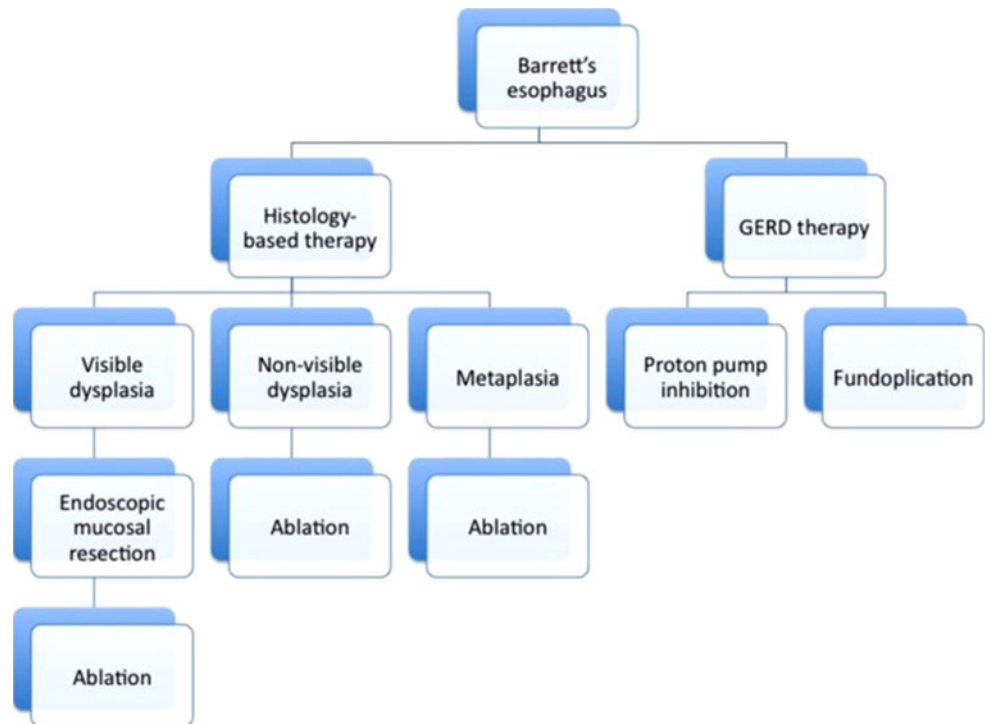 Barrett's
esophagus
Histology-
based therapy
GERD therapy
Visible
dysplasia
Non-visible
dysplasia
Metaplasia
Proton pump
inhibition
Fundoplication
Endoscopic
mucosal
resection
Ablation
Ablation
Ablation